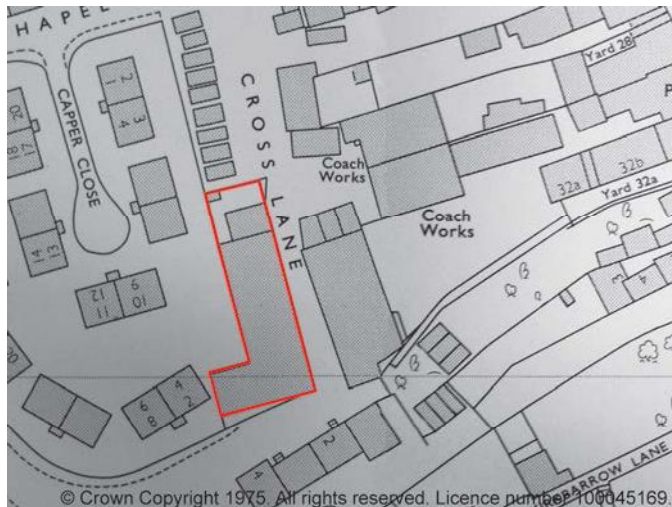 HAPEL
Yard 28
CAPPER CLOSE
2
1
3
4
20
17
18
CROSS LANE
Coach
Works
Coach
Works
P
32a
32b
Yard 32a
13
14
12
9
11
10
3
4
4
6
2
8
2
4
BARROW LANE
© Crown Copyright 1975. All rights reserved. Licence number 100045169.